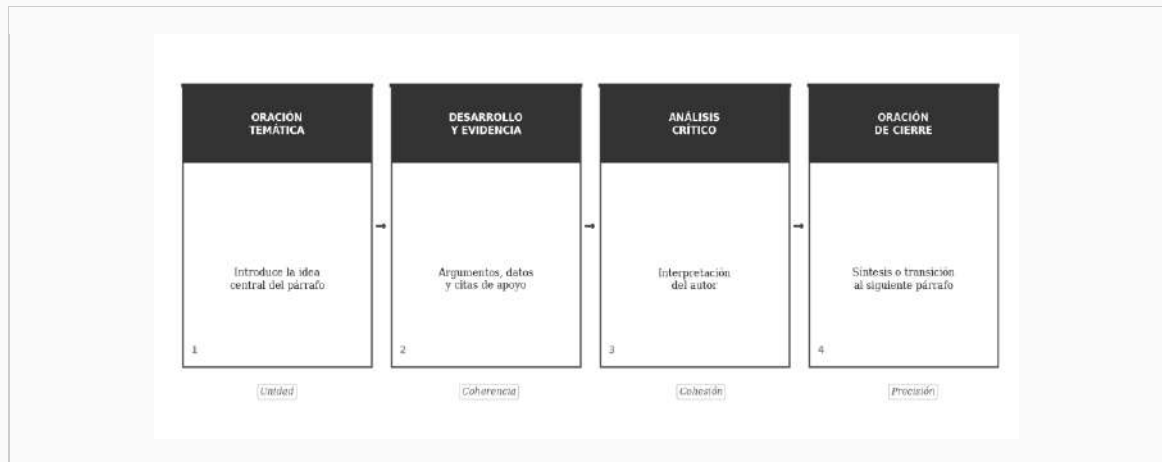 ORACIÓN
TEMÁTICA
Introduce la idea
central del párrafo
1
Unidad
→
DESARROLLO
Y EVIDENCIA
Argumentos, datos
y citas de apoyo
2
Coherencia
→
ANÁLISIS
CRÍTICO
Interpretación
del autor
3
Cohesión
→
ORACIÓN
DE CIERRE
Síntesis o transición
al siguiente párrafo
4
Precisión